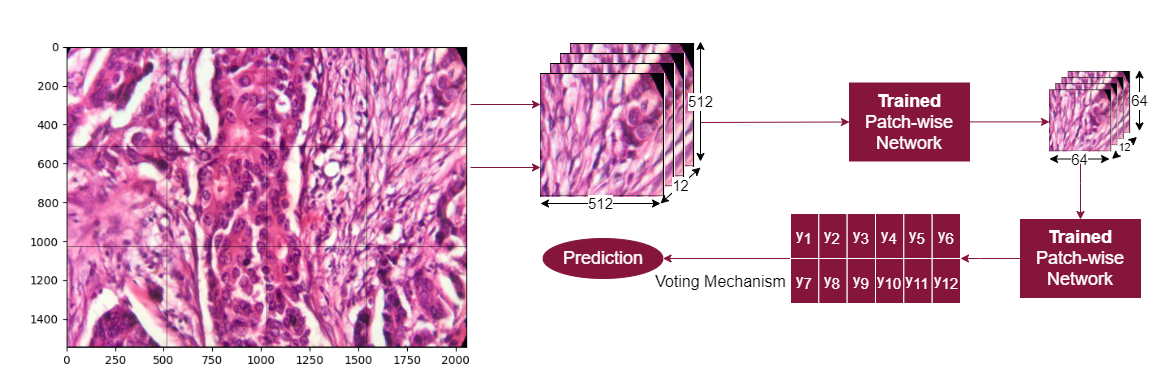 0
200
400
600
800
1000
1200
1400
0
250
500
750
1000
1250
1500
1750
2000
512
12
512
Trained
Patch-wise
Network
64
12
64
Trained
Patch-wise
Network
y1 y2 y3 y4 y5 y6
y7 y8 y9 y10 y11 y12
Voting Mechanism
Prediction